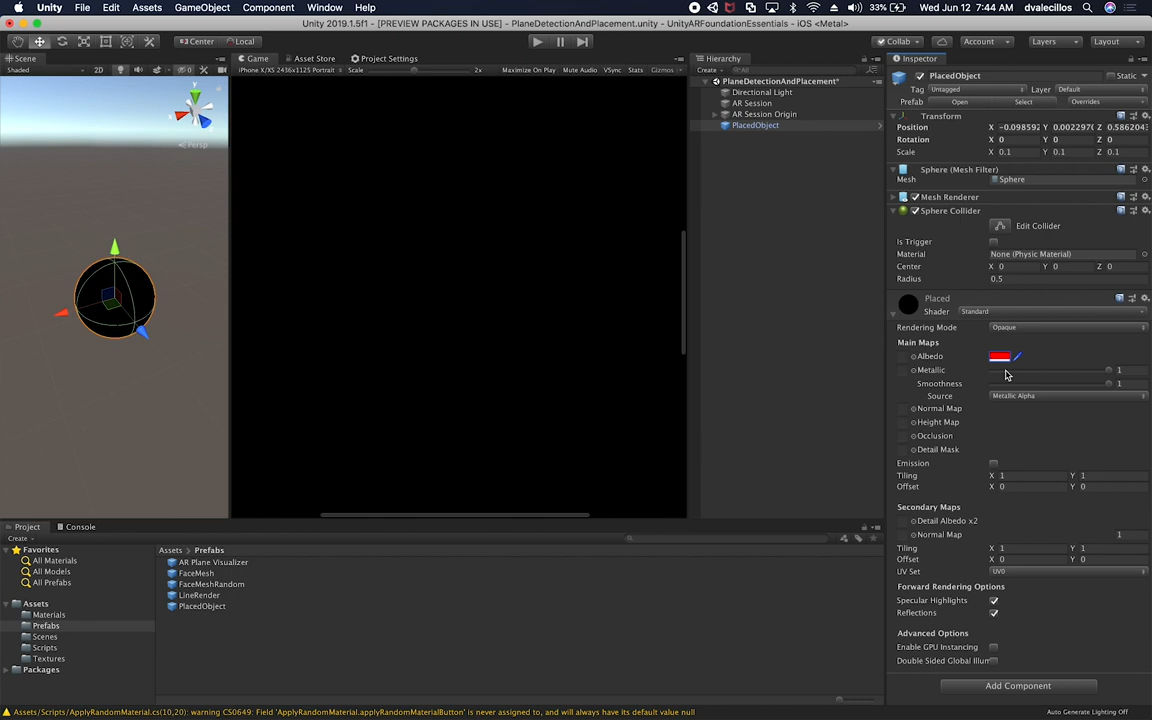 Unity File Edit Assets GameObject Component Window Help 33% Wed Jun 12 7:44 AM dvalecillos
Unity 2019.1.5f1 - [PREVIEW PACKAGES IN USE] - PlaneDetectionAndPlacement.unity - UnityARFoundationEssentials - iOS <Metal>
Center Local Collab Account Layers Layout
Scene Game Asset Store Project Settings Hierarchy Inspector
Shaded 2D 0 iPhone X/XS 2436x1125 Portrait Scale 2x Maximize On Play Mute Audio VSync Stats Gizmos Create All
PlacedObject Static
Tag Untagged Layer Default
Prefab Open Select Overrides
PlaneDetectionAndPlacement*
Directional Light
AR Session
AR Session Origin
PlacedObject
y
x
Persp
Transform
Position X -0.098592 Y 0.0022970 Z 0.586204
Rotation X 0 Y 0 Z 0
Scale X 0.1 Y 0.1 Z 0.1
Sphere (Mesh Filter)
Mesh Sphere
Mesh Renderer
Sphere Collider
Edit Collider
Is Trigger
Material None (Physic Material)
Center X 0 Y 0 Z 0
Radius 0.5
Placed
Shader Standard
Rendering Mode Opaque
Main Maps
Albedo
Metallic 1
Smoothness 1
Source Metallic Alpha
Normal Map
Height Map
Occlusion
Detail Mask
Emission
Tiling X 1 Y 1
Offset X 0 Y 0
Secondary Maps
Detail Albedo x2
Normal Map 1
Tiling X 1 Y 1
Offset X 0 Y 0
UV Set UV0
Forward Rendering Options
Specular Highlights
Reflections
Advanced Options
Enable GPU Instancing
Double Sided Global Illum
Add Component
Project Console
Create
Favorites
All Materials
All Models
All Prefabs
Assets
Materials
Prefabs
Scenes
Scripts
Textures
Packages
Assets > Prefabs
AR Plane Visualizer
FaceMesh
FaceMeshRandom
LineRender
PlacedObject
Assets/Scripts/ApplyRandomMaterial.cs(10,20): warning CS0649: Field 'ApplyRandomMaterial.applyRandomMaterialButton' is never assigned to, and will always have its default value null
Auto Generate Lighting Off